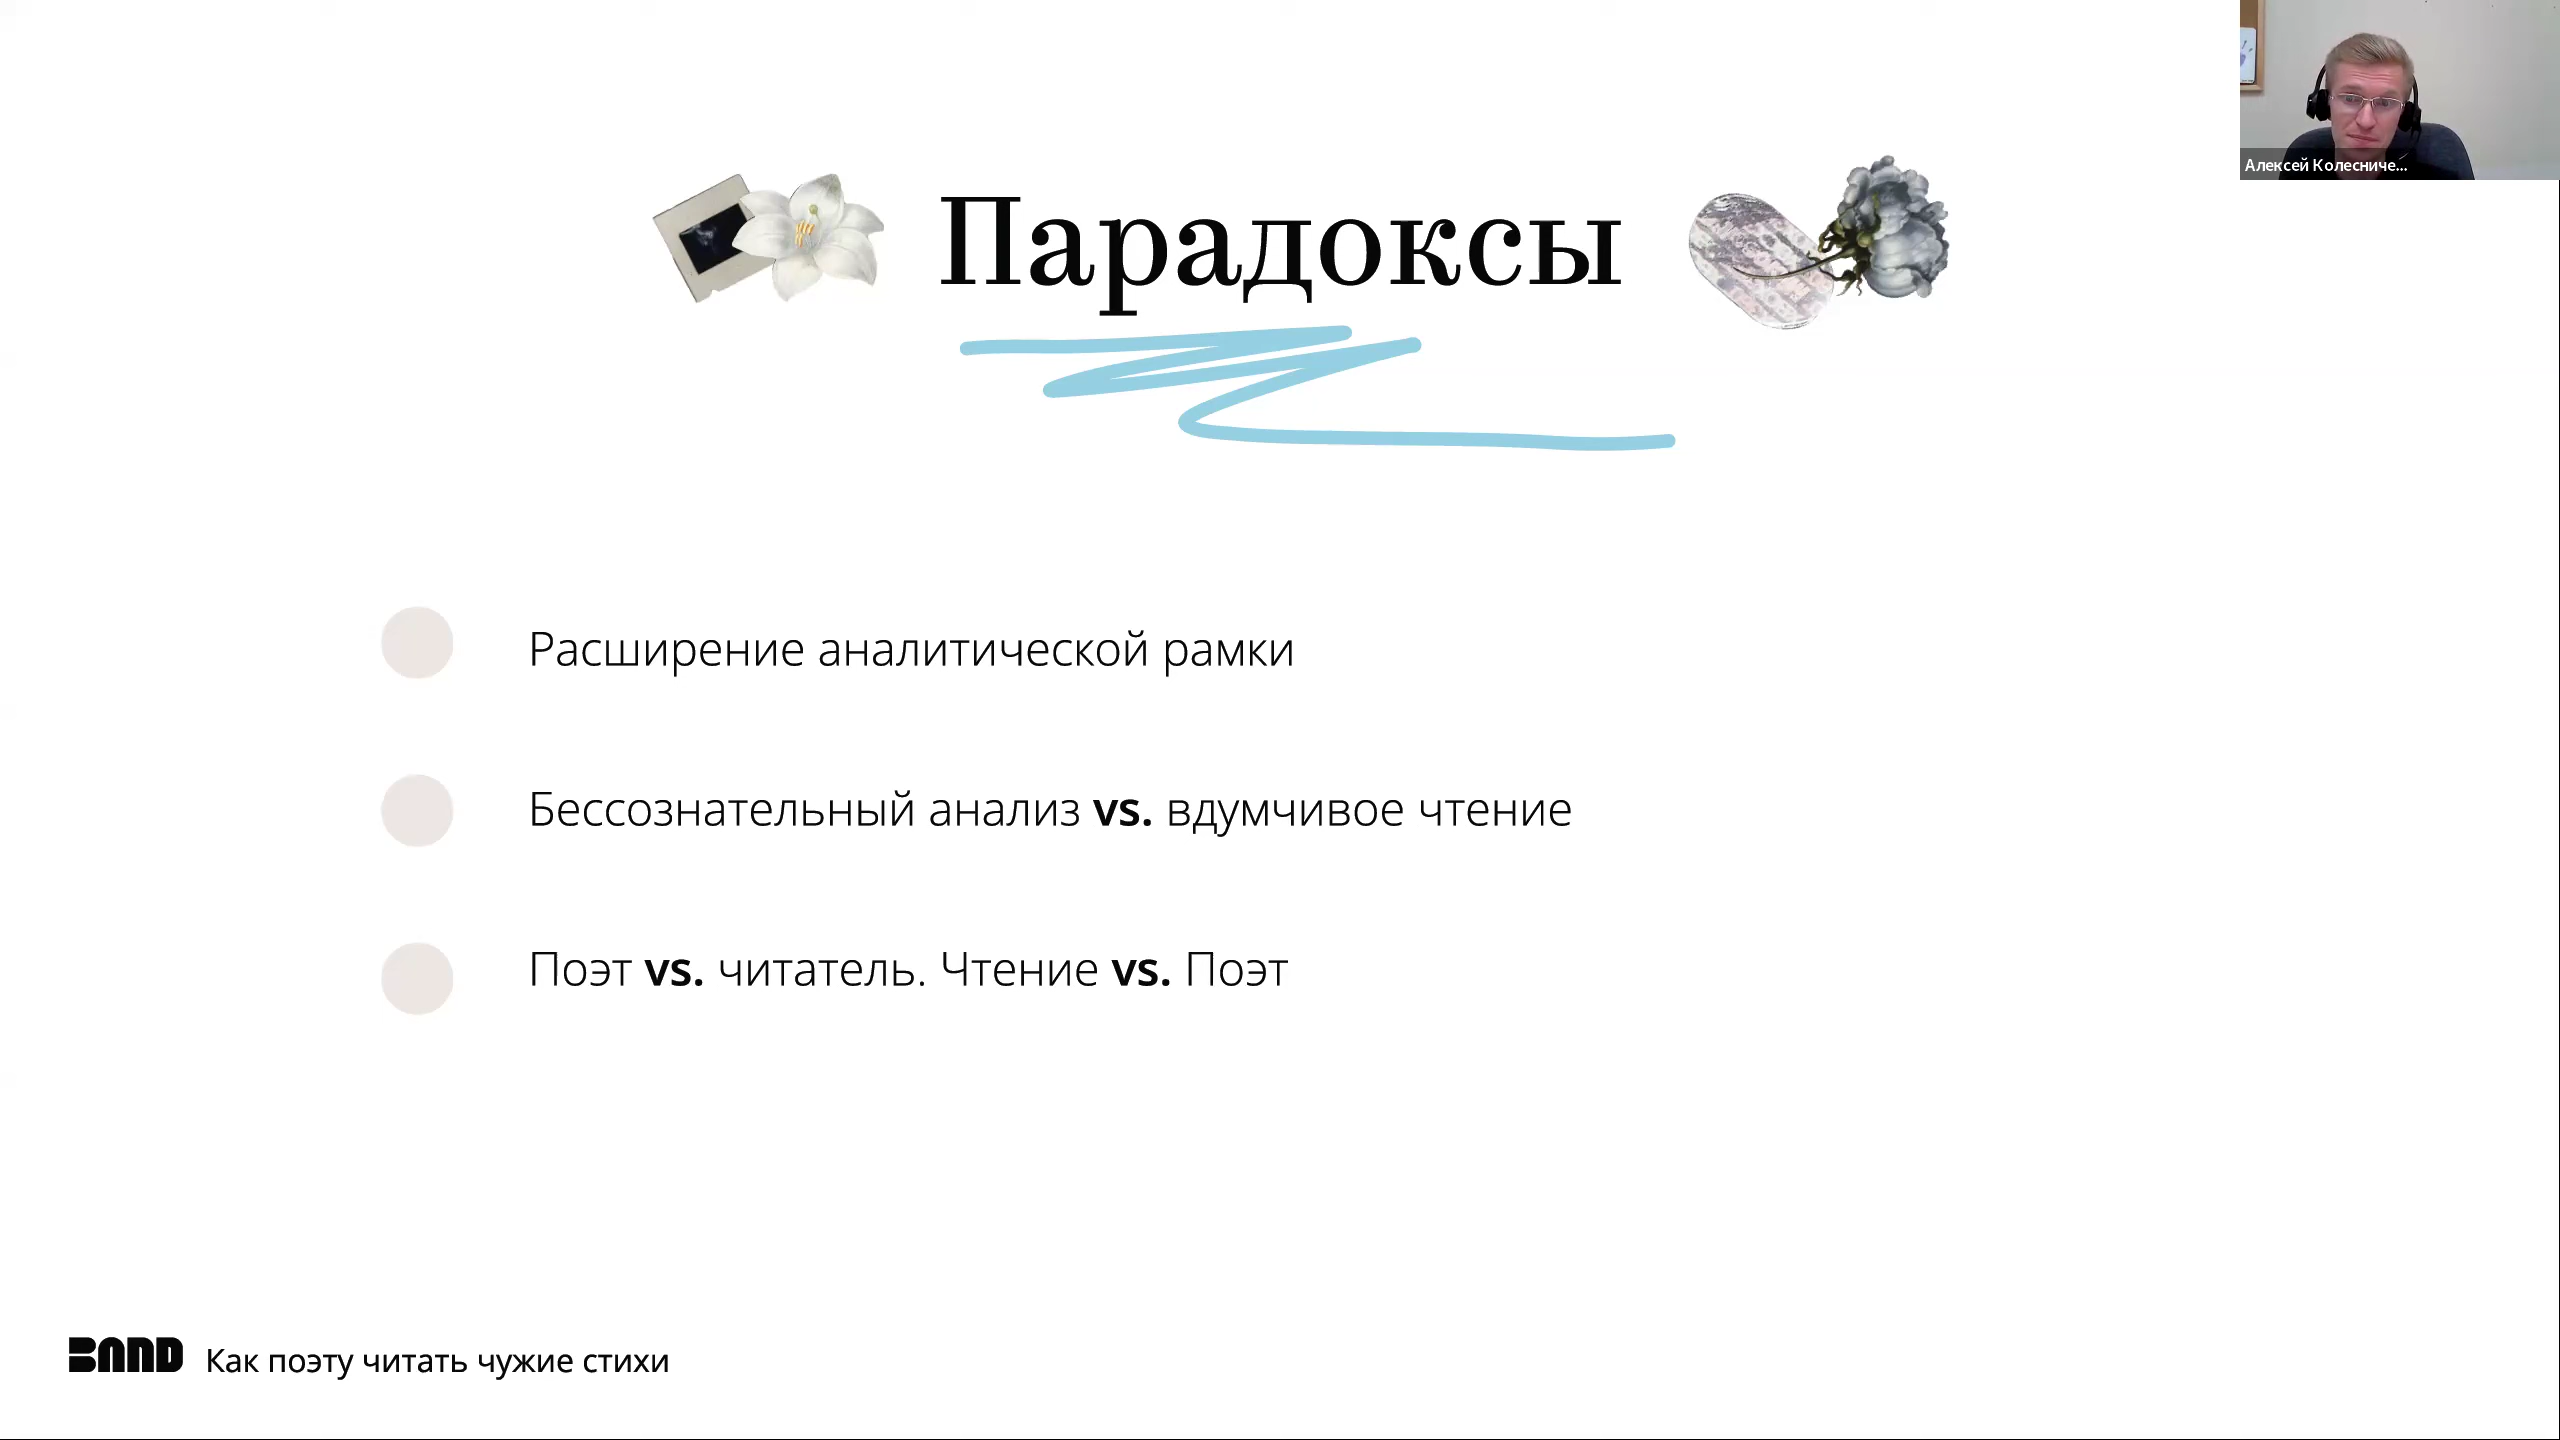 Алексей Колесниче...
Парадоксы
Расширение аналитической рамки
Бессознательный анализ vs. вдумчивое чтение
Поэт vs. читатель. Чтение vs. Поэт
BAND Как поэту читать чужие стихи